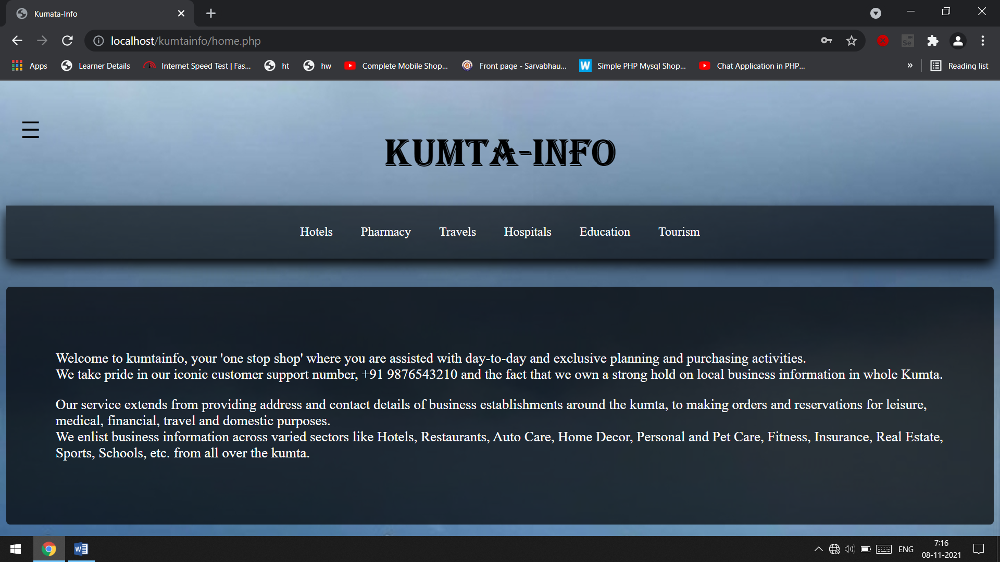 Kumata-Info
localhost/kumtainfo/home.php
Apps Learner Details Internet Speed Test | Fas... ht hw Complete Mobile Shop... Front page - Sarvabhau... Simple PHP Mysql Shop... Chat Application in PHP... » Reading list
KUMTA-INFO
Hotels Pharmacy Travels Hospitals Education Tourism
Welcome to kumtainfo, your 'one stop shop' where you are assisted with day-to-day and exclusive planning and purchasing activities.
We take pride in our iconic customer support number, +91 9876543210 and the fact that we own a strong hold on local business information in whole Kumta.
Our service extends from providing address and contact details of business establishments around the kumta, to making orders and reservations for leisure,
medical, financial, travel and domestic purposes.
We enlist business information across varied sectors like Hotels, Restaurants, Auto Care, Home Decor, Personal and Pet Care, Fitness, Insurance, Real Estate,
Sports, Schools, etc. from all over the kumta.
ENG
7:16
08-11-2021